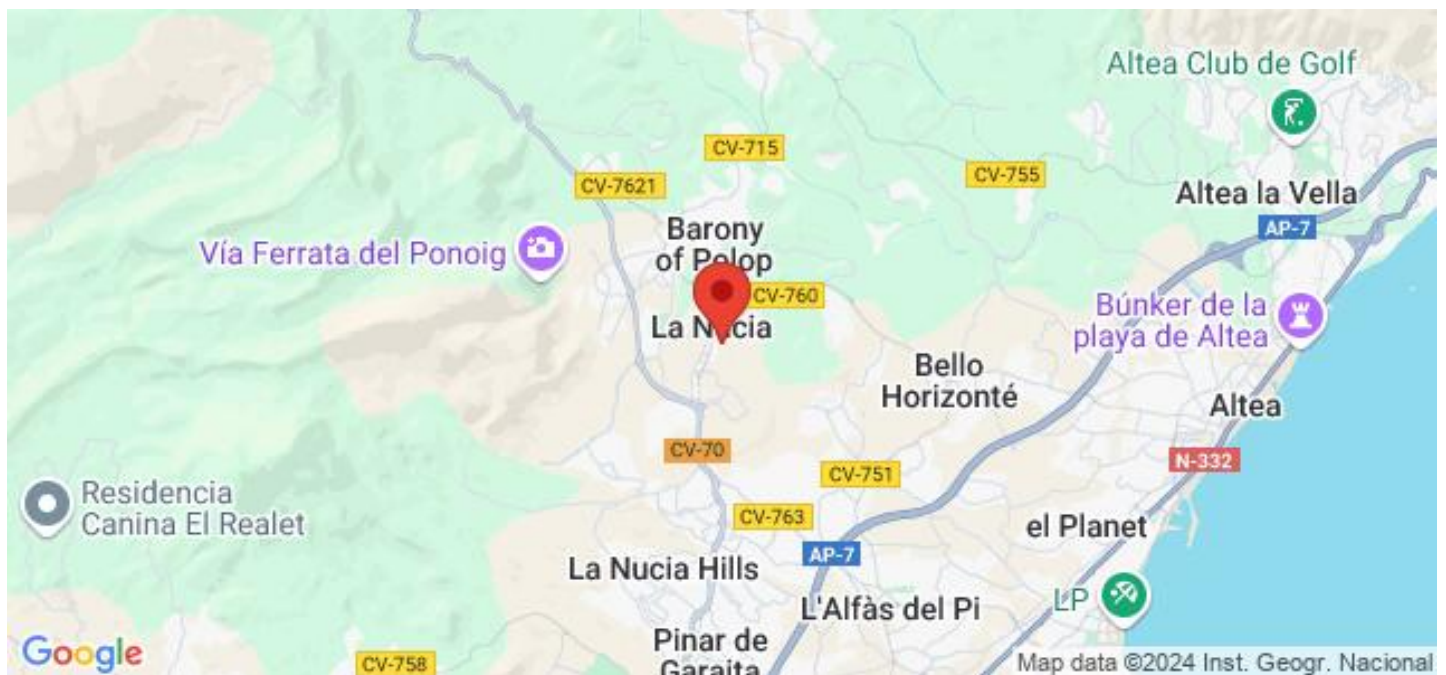 Altea Club de Golf
CV-715
CV-755
CV-7621
Altea la Vella
AP-7
Barony
of Polop
Vía Ferrata del Ponoig
CV-760
Búnker de la
playa de Altea
La Nucia
Bello
Horizonté
Altea
CV-70
N-332
CV-751
Residencia
Canina El Realet
CV-763
el Planet
AP-7
La Nucia Hills
L'Alfàs del Pi
LP
Pinar de
Garaita
CV-758
Google
Map data ©2024 Inst. Geogr. Nacional